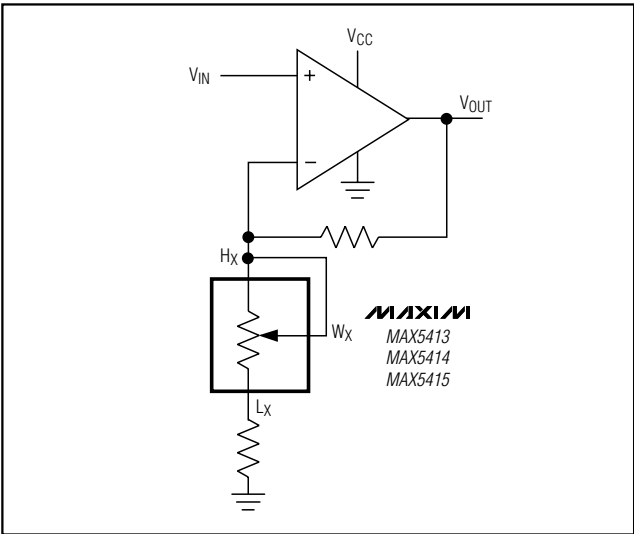 VCC
VIN
+
VOUT
−
HX
MAXIM
WX
MAX5413
MAX5414
MAX5415
LX